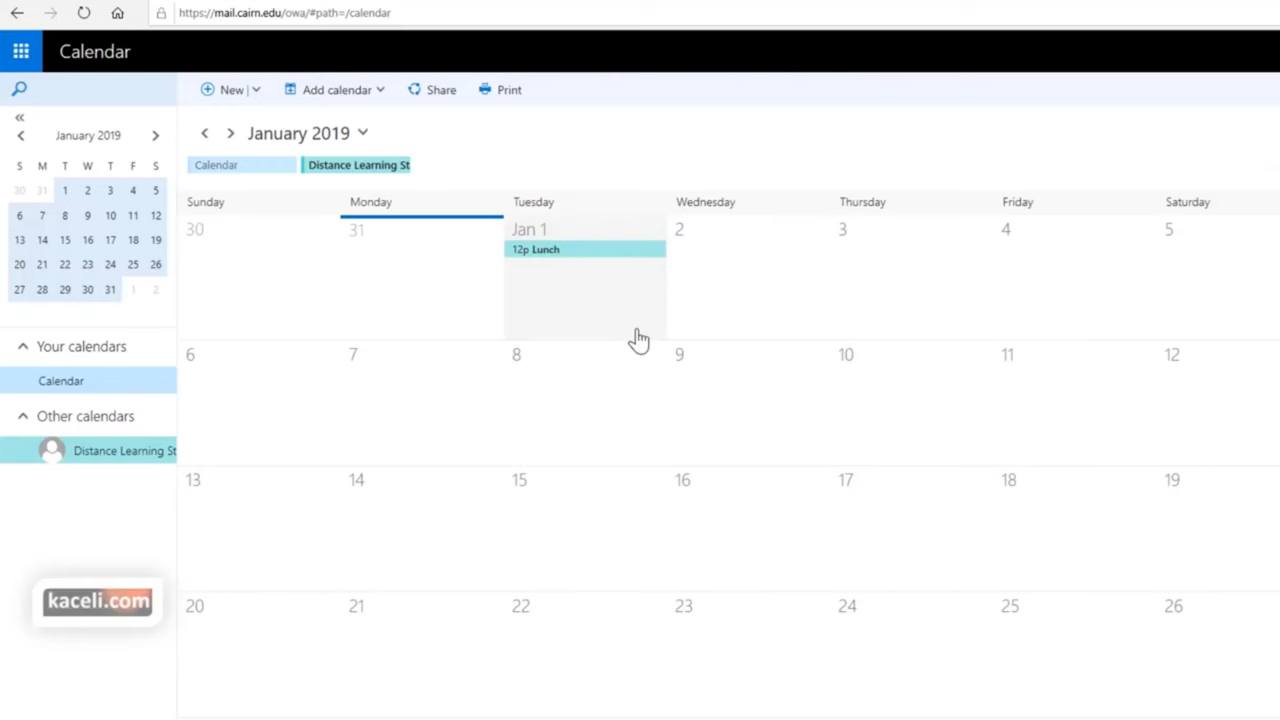 https://mail.cairn.edu/owa/#path=/calendar
Calendar
New
Add calendar
Share
Print
January 2019
S M T W T F S
30 31 1 2 3 4 5
6 7 8 9 10 11 12
13 14 15 16 17 18 19
20 21 22 23 24 25 26
27 28 29 30 31 1 2
Your calendars
Calendar
Other calendars
Distance Learning St
kaceli.com
January 2019
Calendar
Distance Learning St
Sunday Monday Tuesday Wednesday Thursday Friday Saturday
30 31 Jan 1 2 3 4 5
12p Lunch
6 7 8 9 10 11 12
13 14 15 16 17 18 19
20 21 22 23 24 25 26